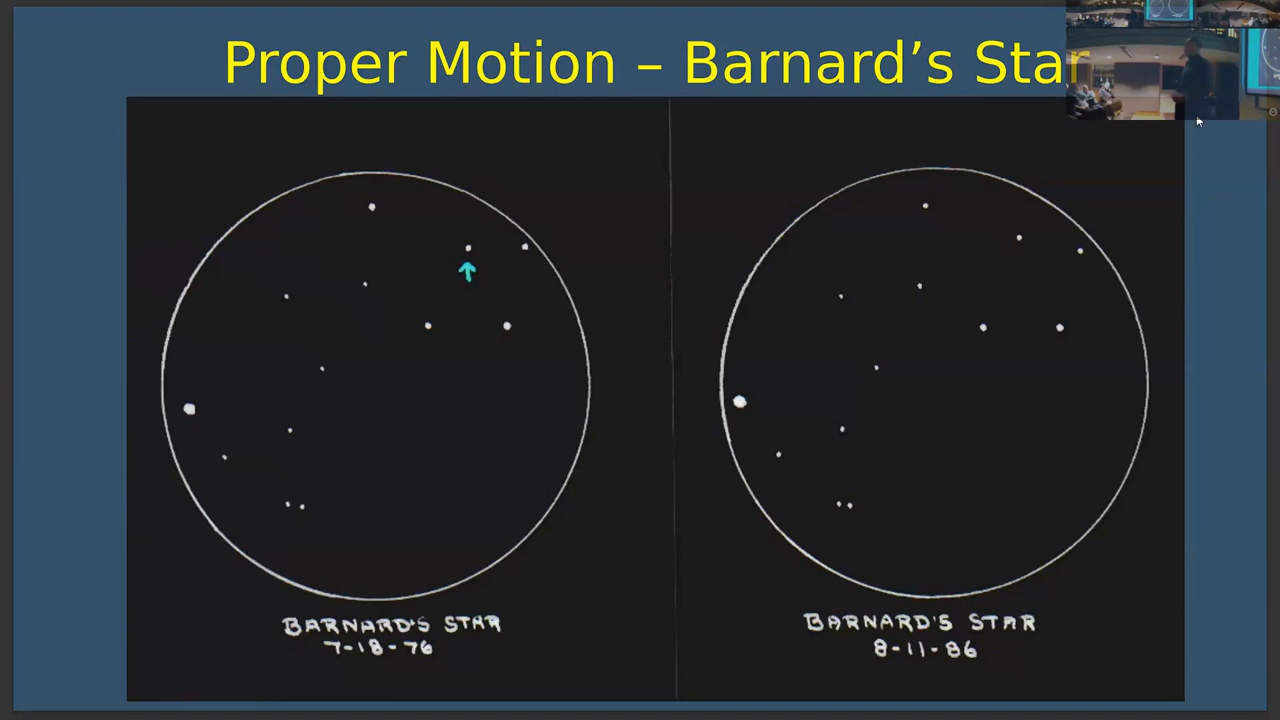 Proper Motion – Barnard's Star
BARNARD'S STAR
7-18-76
BARNARD'S STAR
8-11-86